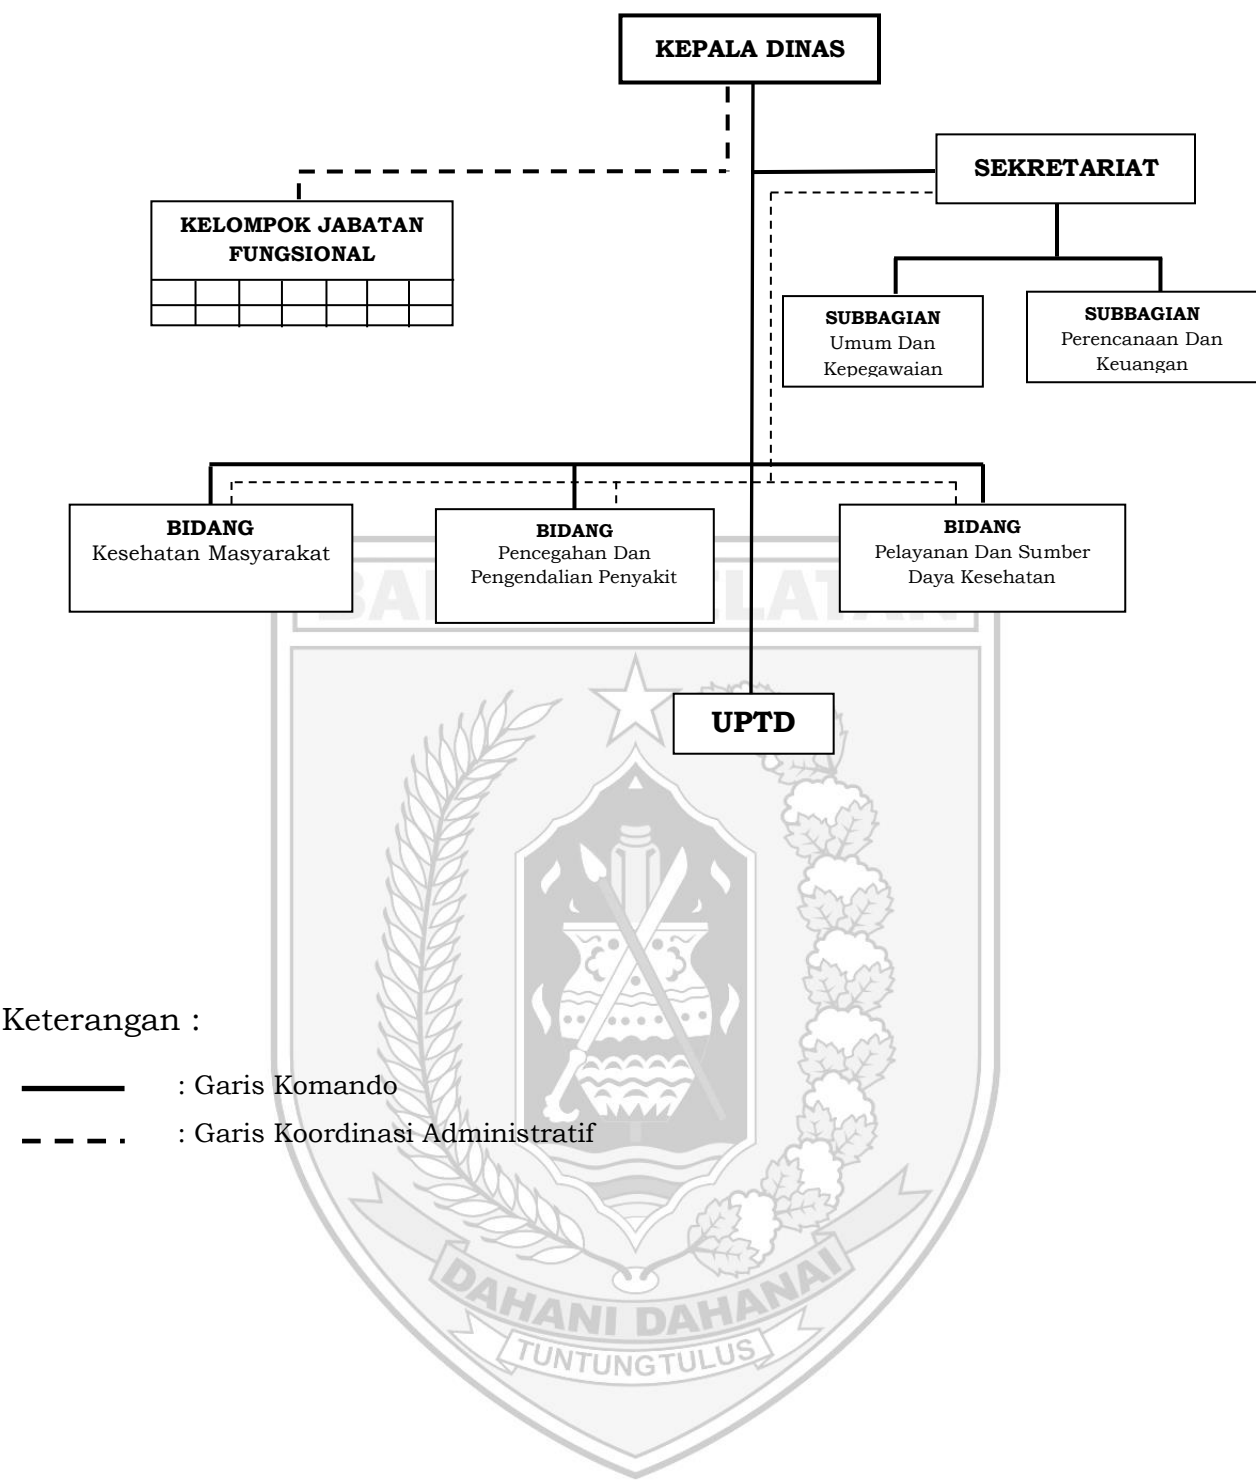 KEPALA DINAS
SEKRETARIAT
KELOMPOK JABATAN
FUNGSIONAL
SUBBAGIAN
Umum Dan
Kepegawaian
SUBBAGIAN
Perencanaan Dan
Keuangan
BIDANG
Kesehatan Masyarakat
BIDANG
Pencegahan Dan
Pengendalian Penyakit
BIDANG
Pelayanan Dan Sumber
Daya Kesehatan
UPTD
Keterangan :
: Garis Komando
: Garis Koordinasi Administratif
DAHANI DAHANAI
TUNTUNG TULUS